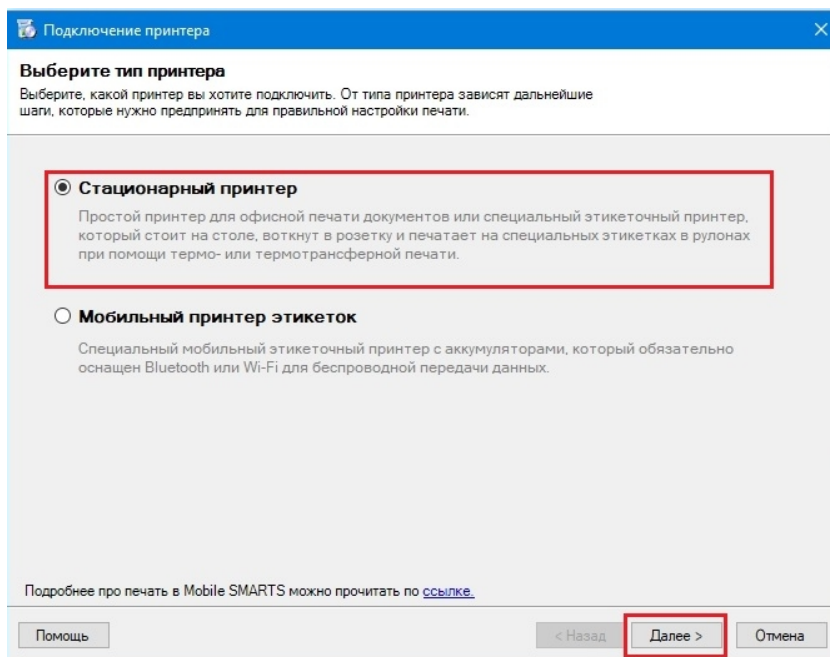 Подключение принтера
Выберите тип принтера
Выберите, какой принтер вы хотите подключить. От типа принтера зависят дальнейшие
шаги, которые нужно предпринять для правильной настройки печати.
Стационарный принтер
Простой принтер для офисной печати документов или специальный этикеточный принтер,
который стоит на столе, воткнут в розетку и печатает на специальных этикетках в рулонах
при помощи термо- или термотрансферной печати.
Мобильный принтер этикеток
Специальный мобильный этикеточный принтер с аккумуляторами, который обязательно
оснащен Bluetooth или Wi-Fi для беспроводной передачи данных.
Подробнее про печать в Mobile SMARTS можно прочитать по ссылке.
Помощь < Назад Далее > Отмена